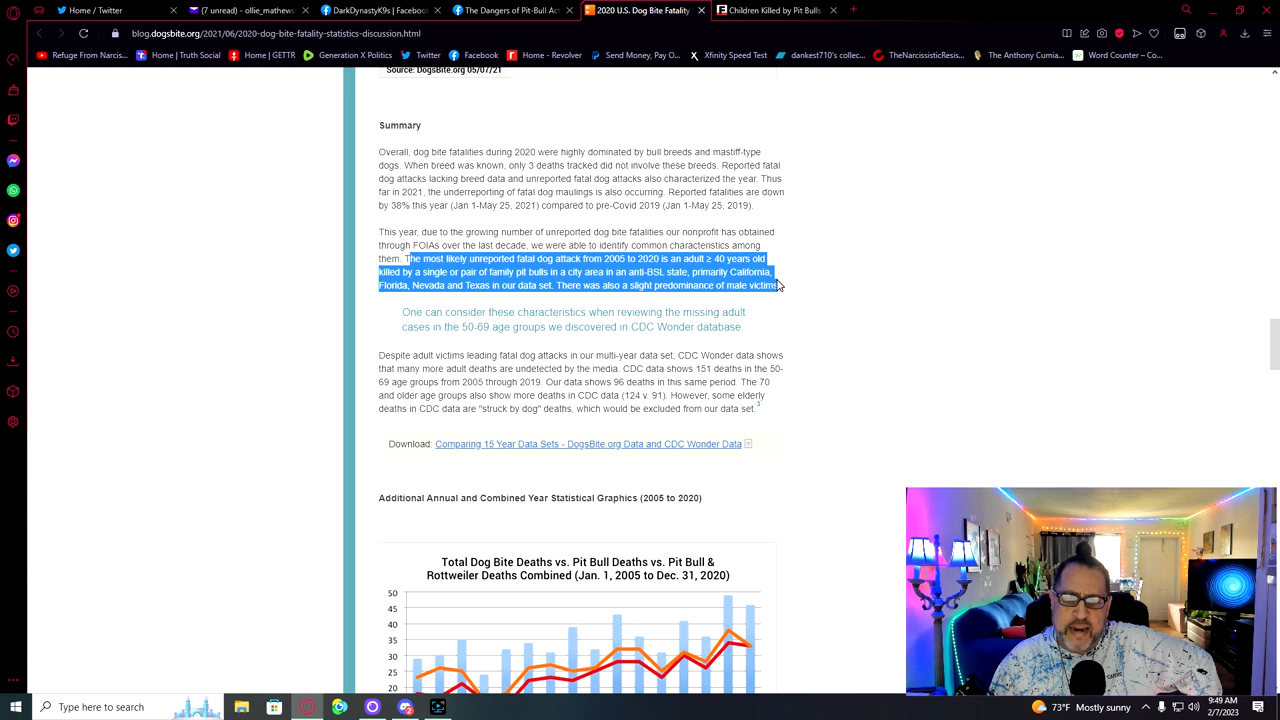 Home / Twitter
(7 unread) - ollie_mathews
DarkDynastyK9s | Facebook
The Dangers of Pit-Bull Act
2020 U.S. Dog Bite Fatality
Children Killed by Pit Bulls
blog.dogsbite.org/2021/06/2020-dog-bite-fatality-statistics-discussion.html
Refuge From Narcis...
Home | Truth Social
Home | GETTR
Generation X Politics
Twitter
Facebook
Home - Revolver
Send Money, Pay O...
Xfinity Speed Test
dankest710's collec...
TheNarcissisticResis...
The Anthony Cumia...
Word Counter – Co...
Source: DogsBite.org 05/07/21
Summary
Overall, dog bite fatalities during 2020 were highly dominated by bull breeds and mastiff-type
dogs. When breed was known, only 3 deaths tracked did not involve these breeds. Reported fatal
dog attacks lacking breed data and unreported fatal dog attacks also characterized the year. Thus
far in 2021, the underreporting of fatal dog maulings is also occurring. Reported fatalities are down
by 38% this year (Jan 1-May 25, 2021) compared to pre-Covid 2019 (Jan 1-May 25, 2019).
This year, due to the growing number of unreported dog bite fatalities our nonprofit has obtained
through FOIAs over the last decade, we were able to identify common characteristics among
them. The most likely unreported fatal dog attack from 2005 to 2020 is an adult ≥ 40 years old
killed by a single or pair of family pit bulls in a city area in an anti-BSL state, primarily California,
Florida, Nevada and Texas in our data set. There was also a slight predominance of male victims
One can consider these characteristics when reviewing the missing adult
cases in the 50-69 age groups we discovered in CDC Wonder database.
Despite adult victims leading fatal dog attacks in our multi-year data set, CDC Wonder data shows
that many more adult deaths are undetected by the media. CDC data shows 151 deaths in the 50-
69 age groups from 2005 through 2019. Our data shows 96 deaths in this same period. The 70
and older age groups also show more deaths in CDC data (124 v. 91). However, some elderly
deaths in CDC data are "struck by dog" deaths, which would be excluded from our data set.3
Download: Comparing 15 Year Data Sets - DogsBite.org Data and CDC Wonder Data
Additional Annual and Combined Year Statistical Graphics (2005 to 2020)
Total Dog Bite Deaths vs. Pit Bull Deaths vs. Pit Bull &
Rottweiler Deaths Combined (Jan. 1, 2005 to Dec. 31, 2020)
50
45
40
35
30
25
20
Type here to search
73°F Mostly sunny
9:49 AM
2/7/2023